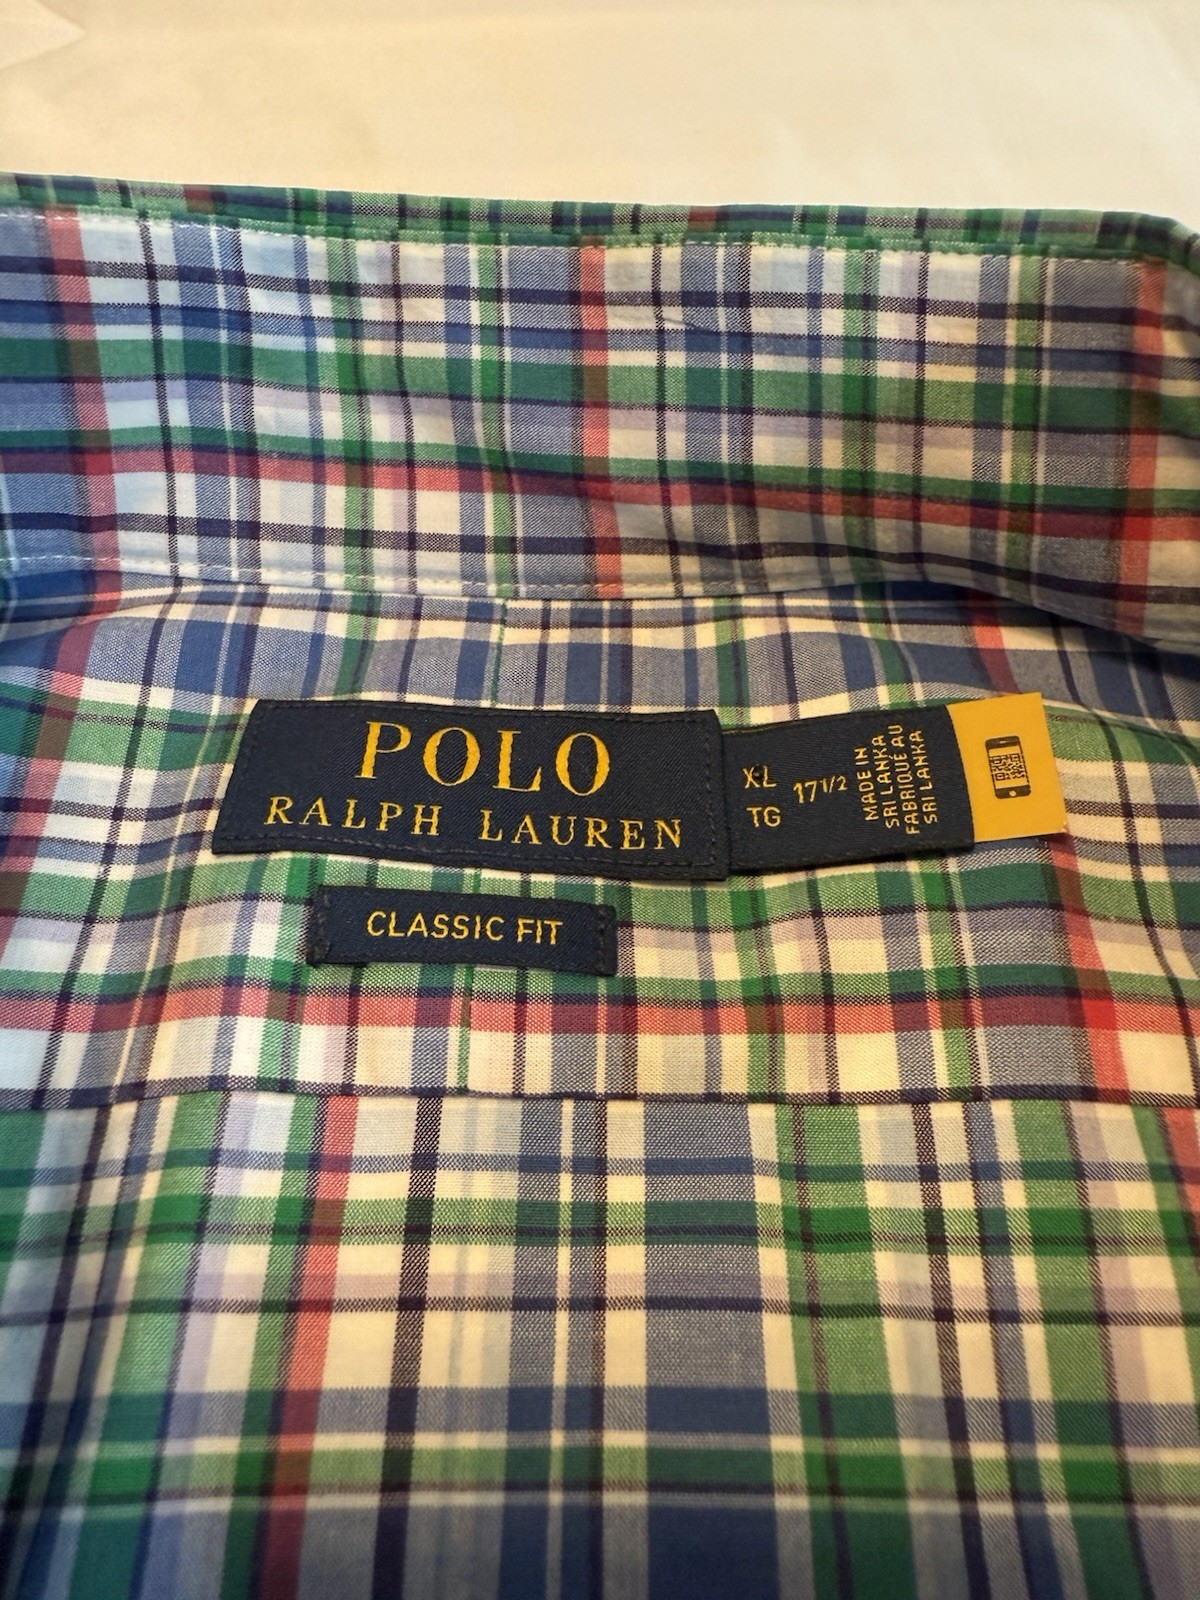 POLO
RALPH LAUREN
XL
TG
17 1/2
MADE IN
SRI LANKA
FABRIQUE AU
SRI LANKA
CLASSIC FIT